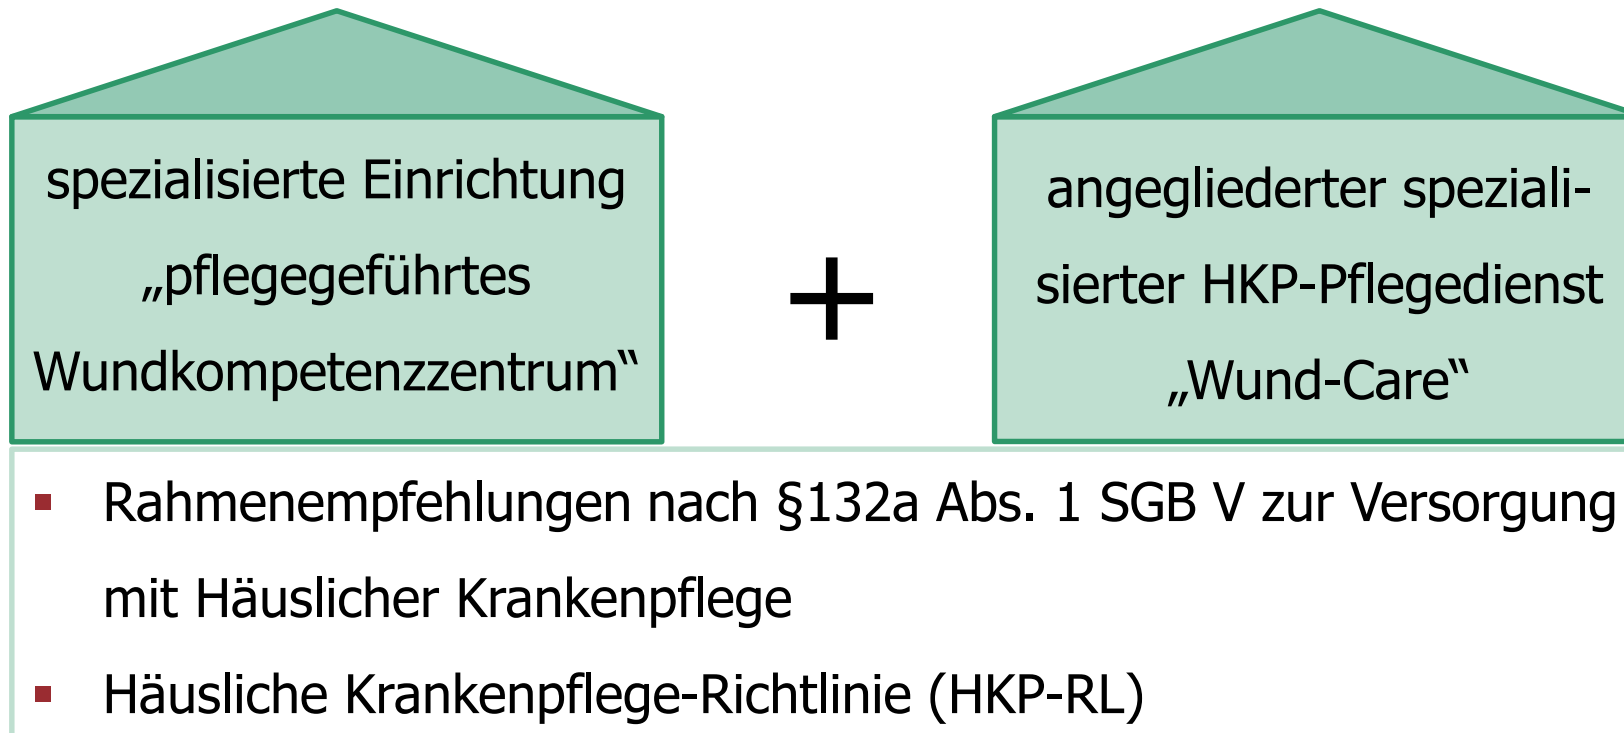 spezialisierte Einrichtung
„pflegegeführtes
Wundkompetenzzentrum“
+
angegliederter speziali-
sierter HKP-Pflegedienst
„Wund-Care“
▪ Rahmenempfehlungen nach §132a Abs. 1 SGB V zur Versorgung
mit Häuslicher Krankenpflege
▪ Häusliche Krankenpflege-Richtlinie (HKP-RL)